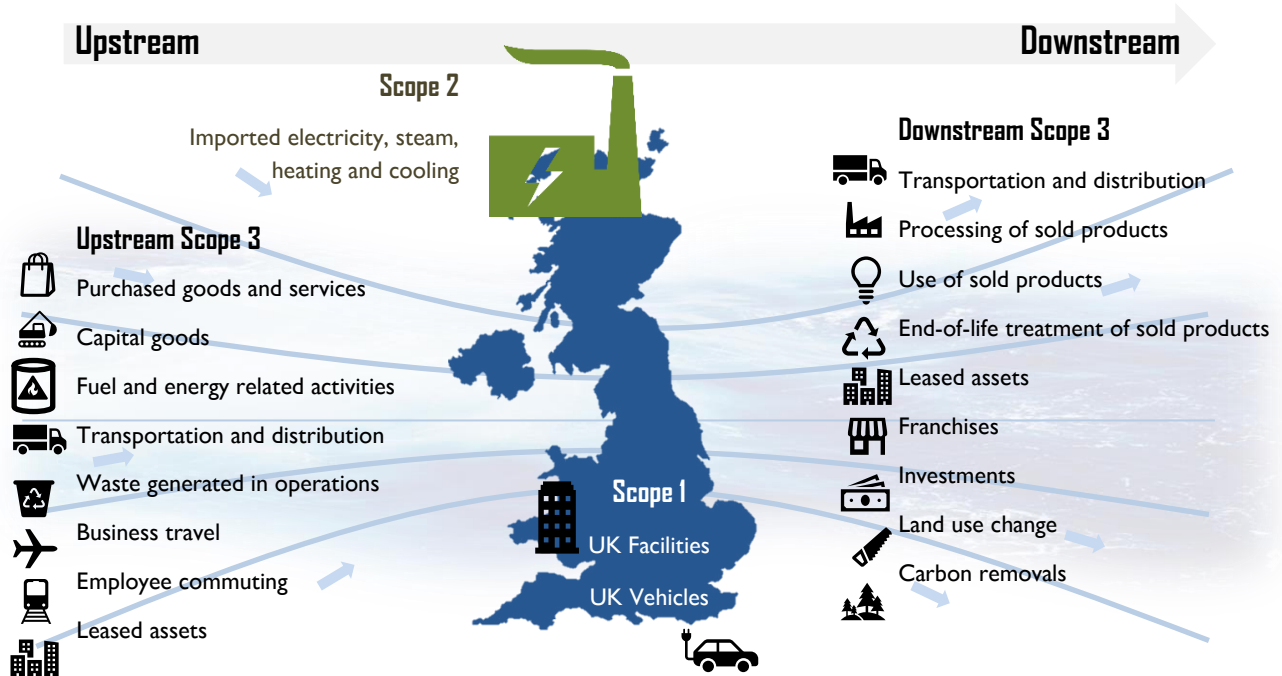 Upstream
Downstream
Scope 2
Imported electricity, steam,
heating and cooling
Upstream Scope 3
Purchased goods and services
Capital goods
Fuel and energy related activities
Transportation and distribution
Waste generated in operations
Business travel
Employee commuting
Leased assets
Scope 1
UK Facilities
UK Vehicles
Downstream Scope 3
Transportation and distribution
Processing of sold products
Use of sold products
End-of-life treatment of sold products
Leased assets
Franchises
Investments
Land use change
Carbon removals